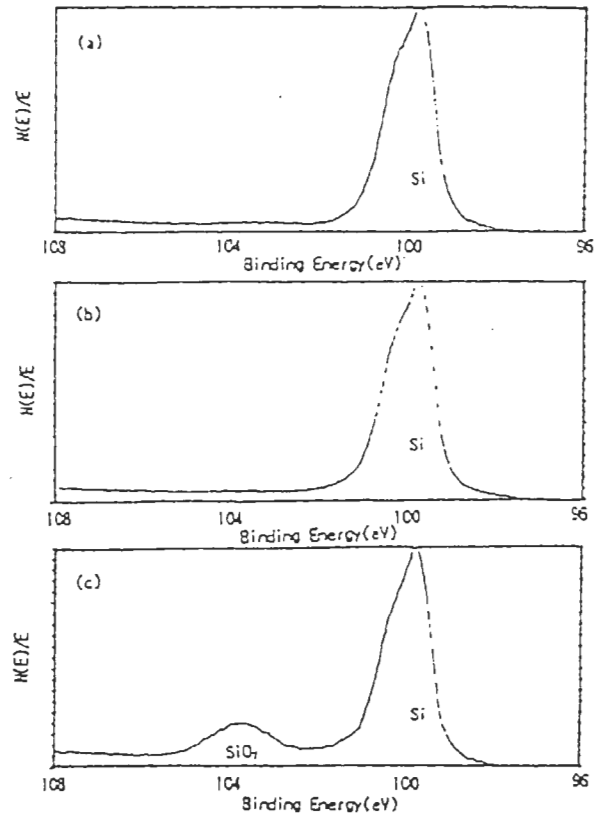 (a)
N(E)/E
Si
108 104 100 96
Binding Energy(eV)
(b)
N(E)/E
Si
108 104 100 96
Binding Energy(eV)
(c)
N(E)/E
Si
SiO₂
108 104 100 96
Binding Energy(eV)